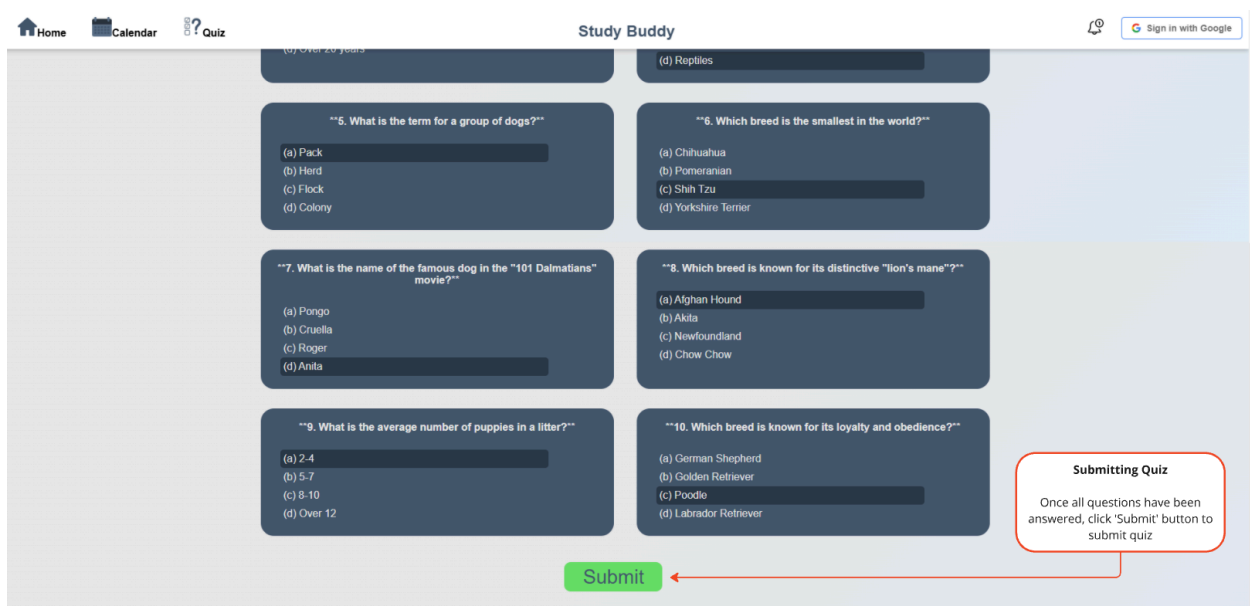 Home
Calendar
? Quiz
Study Buddy
Sign in with Google
(d) Over 20 years
(d) Reptiles
**5. What is the term for a group of dogs?**
(a) Pack
(b) Herd
(c) Flock
(d) Colony
**6. Which breed is the smallest in the world?**
(a) Chihuahua
(b) Pomeranian
(c) Shih Tzu
(d) Yorkshire Terrier
**7. What is the name of the famous dog in the "101 Dalmatians"
movie?**
(a) Pongo
(b) Cruella
(c) Roger
(d) Anita
**8. Which breed is known for its distinctive "lion's mane"?**
(a) Afghan Hound
(b) Akita
(c) Newfoundland
(d) Chow Chow
**9. What is the average number of puppies in a litter?**
(a) 2-4
(b) 5-7
(c) 8-10
(d) Over 12
**10. Which breed is known for its loyalty and obedience?**
(a) German Shepherd
(b) Golden Retriever
(c) Poodle
(d) Labrador Retriever
Submitting Quiz
Once all questions have been
answered, click 'Submit' button to
submit quiz
Submit